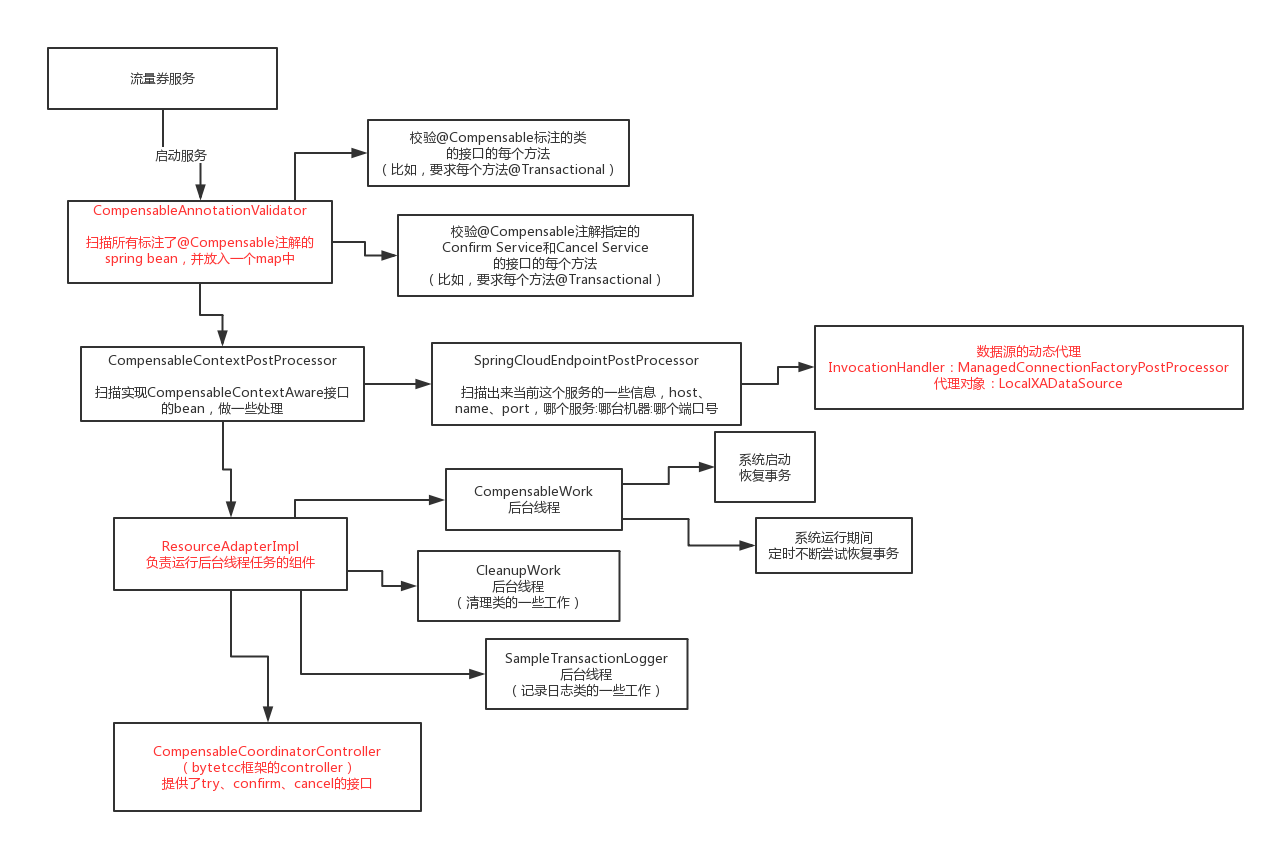 流量券服务
启动服务
校验@Compensable标注的类
的接口的每个方法
（比如，要求每个方法@Transactional）
CompensableAnnotationValidator
扫描所有标注了@Compensable注解的
spring bean，并放入一个map中
校验@Compensable注解指定的
Confirm Service和Cancel Service
的接口的每个方法
（比如，要求每个方法@Transactional）
CompensableContextPostProcessor
扫描实现CompensableContextAware接口
的bean，做一些处理
SpringCloudEndpointPostProcessor
扫描出来当前这个服务的一些信息，host、
name、port，哪个服务:哪台机器:哪个端口号
数据源的动态代理
InvocationHandler：ManagedConnectionFactoryPostProcessor
代理对象：LocalXADataSource
系统启动
恢复事务
CompensableWork
后台线程
系统运行期间
定时不断尝试恢复事务
ResourceAdapterImpl
负责运行后台线程任务的组件
CleanupWork
后台线程
（清理类的一些工作）
SampleTransactionLogger
后台线程
（记录日志类的一些工作）
CompensableCoordinatorController
（bytetcc框架的controller）
提供了try、confirm、cancel的接口